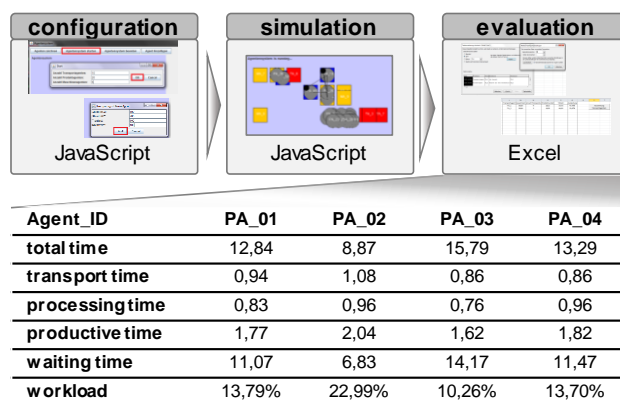 configuration simulation evaluation
JavaScript JavaScript Excel
Agent_ID PA_01 PA_02 PA_03 PA_04
total time 12,84 8,87 15,79 13,29
transport time 0,94 1,08 0,86 0,86
processing time 0,83 0,96 0,76 0,96
productive time 1,77 2,04 1,62 1,82
waiting time 11,07 6,83 14,17 11,47
workload 13,79% 22,99% 10,26% 13,70%